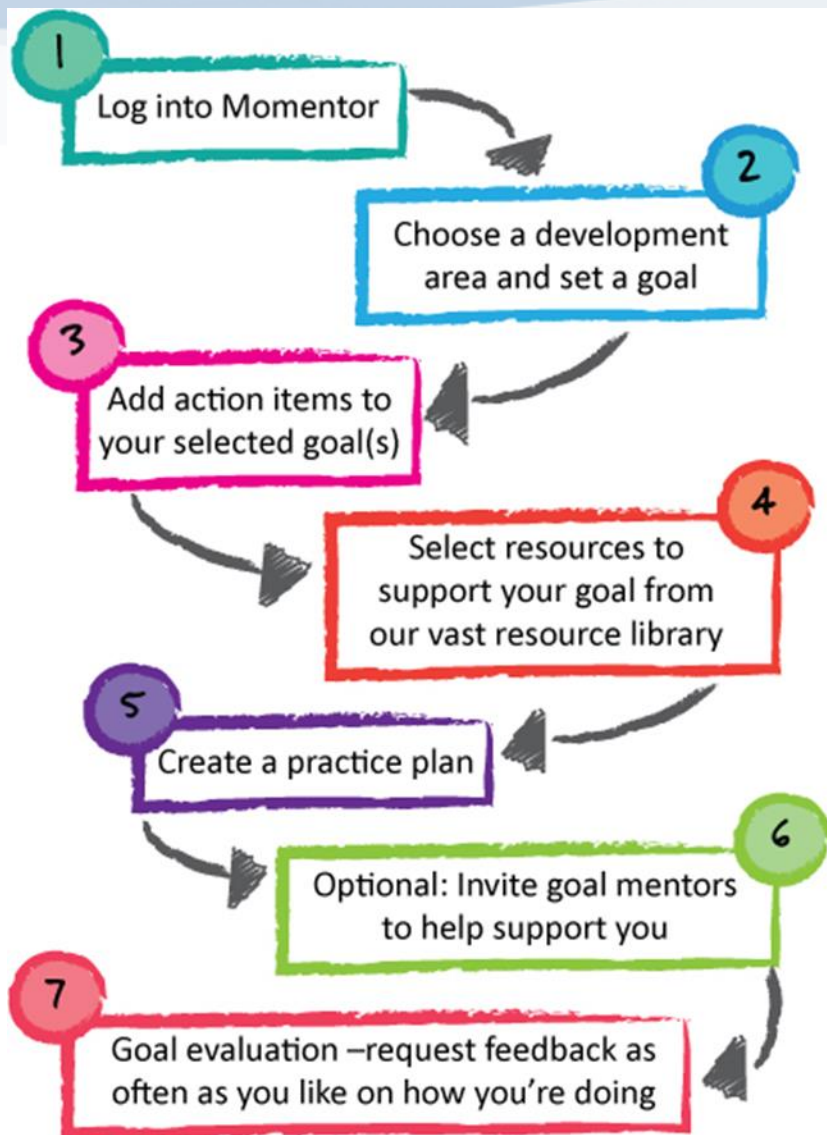 1
Log into Momentor
2
Choose a development
area and set a goal
3
Add action items to
your selected goal(s)
4
Select resources to
support your goal from
our vast resource library
5
Create a practice plan
6
Optional: Invite goal mentors
to help support you
7
Goal evaluation –request feedback as
often as you like on how you're doing